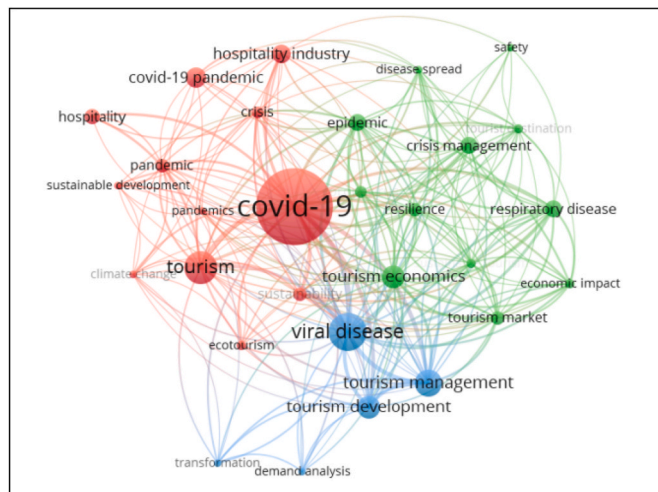 safety
hospitality industry
disease spread
covid-19 pandemic
crisis
hospitality
epidemic
tourist destination
crisis management
pandemic
sustainable development
pandemics
covid-19
resilience
respiratory disease
climate change
tourism
tourism economics
economic impact
sustainability
tourism market
viral disease
ecotourism
tourism management
tourism development
transformation
demand analysis